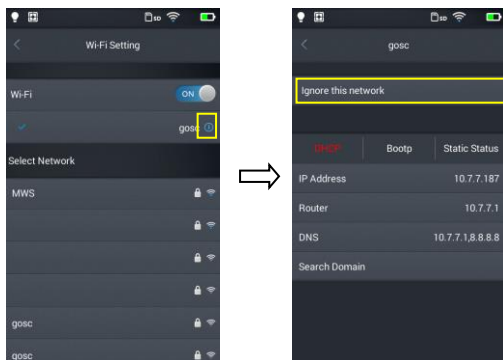 SD
Wi-Fi Setting
Wi-Fi
ON
gosc
Select Network
MWS
gosc
gosc
SD
gosc
Ignore this network
DHCP
Bootp
Static Status
IP Address
10.7.7.187
Router
10.7.7.1
DNS
10.7.7.1,8.8.8.8
Search Domain